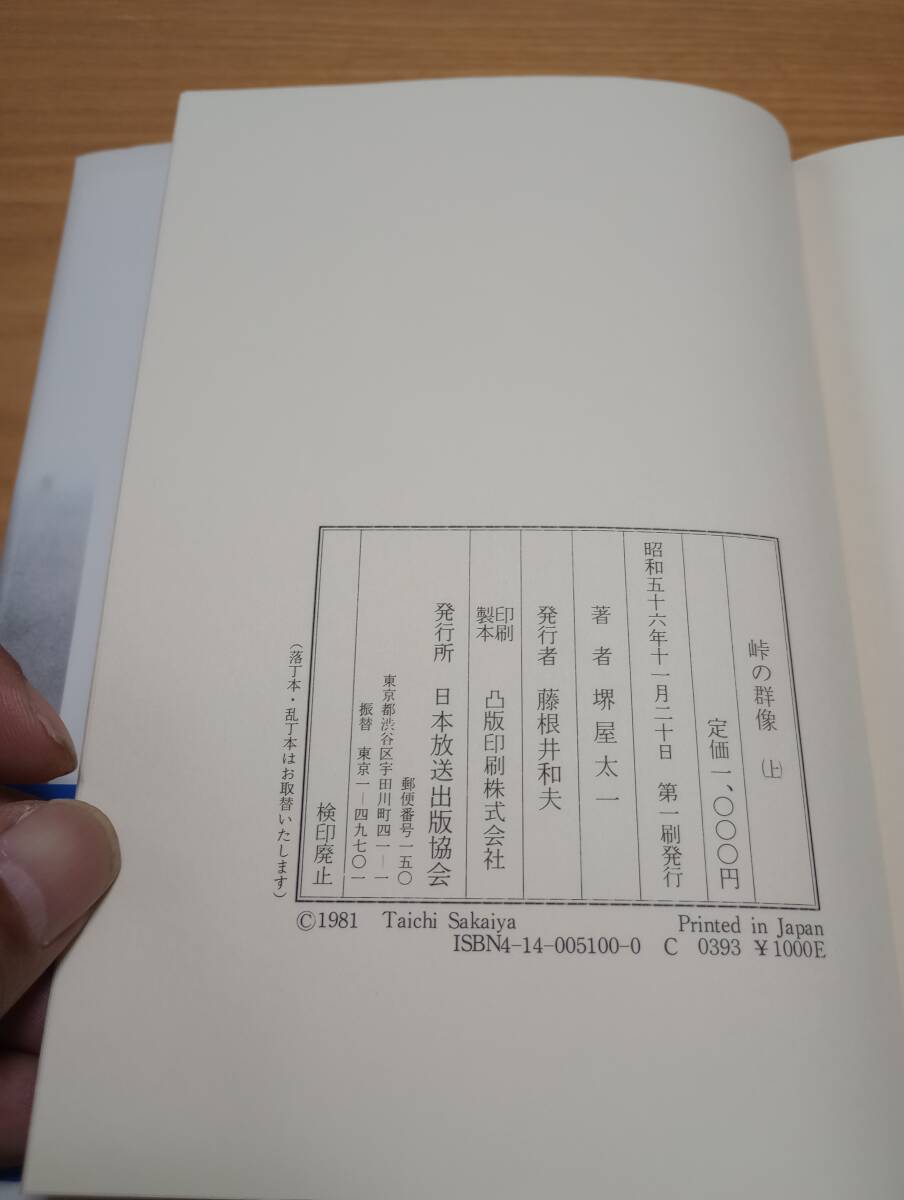 峠の群像 (上)
定価一、〇〇〇円
昭和五十六年十一月二十日 第一刷発行
著者 堺屋太一
発行者 藤根井和夫
印刷
製本 凸版印刷株式会社
発行所 日本放送出版協会
郵便番号一五〇
東京都渋谷区宇田川町四一―一
振替 東京一―四九七〇一
検印廃止
(落丁本・乱丁本はお取替いたします)
©1981 Taichi Sakaiya Printed in Japan
ISBN4-14-005100-0 C 0393 ¥1000E